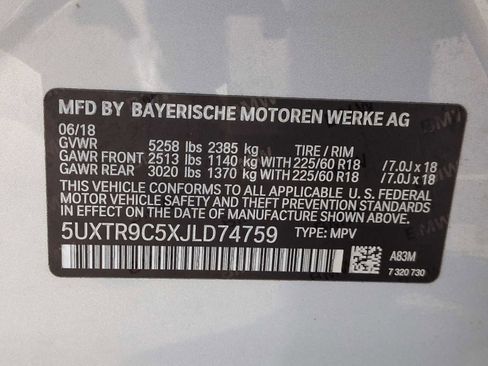 MFD BY BAYERISCHE MOTOREN WERKE AG
06/18
GVWR 5258 lbs 2385 kg TIRE / RIM
GAWR FRONT 2513 lbs 1140 kg WITH 225/60 R18 /7.0J x 18
GAWR REAR 3020 lbs 1370 kg WITH 225/60 R18 /7.0J x 18
THIS VEHICLE CONFORMS TO ALL APPLICABLE U. S. FEDERAL
MOTOR VEHICLE SAFETY AND THEFT PREVENTION STANDARDS
IN EFFECT ON THE DATE OF MANUFACTURE SHOWN ABOVE.
5UXTR9C5XJLD74759 TYPE: MPV
A83M
7 320 730